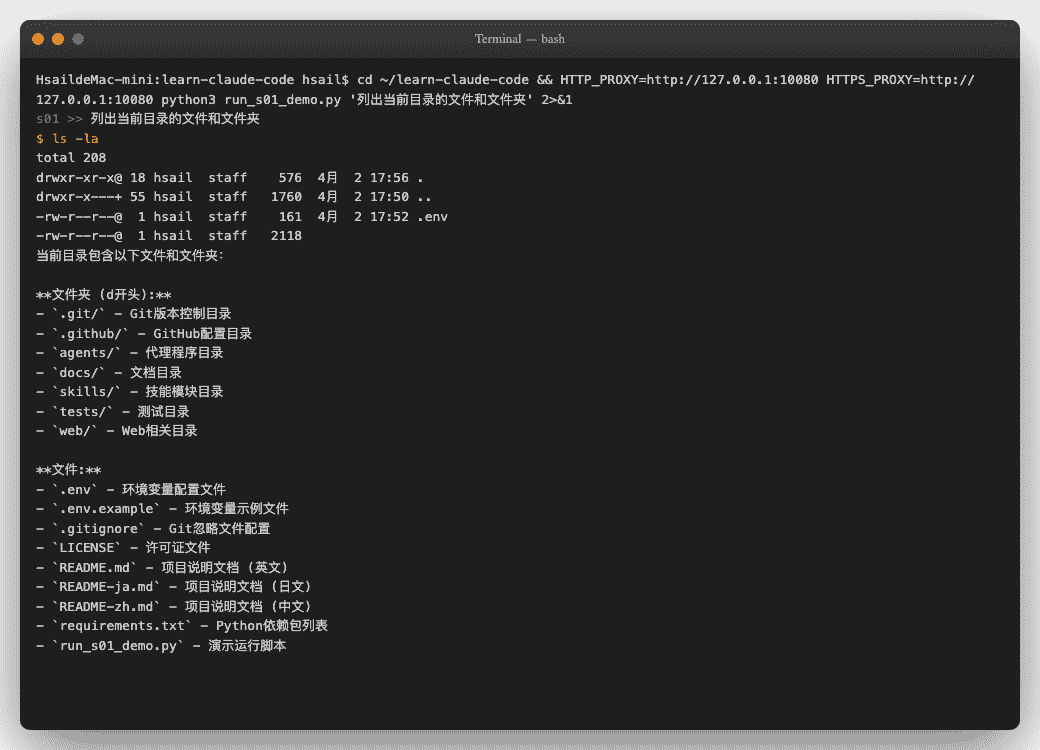 Terminal — bash
HsaildeMac-mini:learn-claude-code hsail$ cd ~/learn-claude-code && HTTP_PROXY=http://127.0.0.1:10080 HTTPS_PROXY=http://
127.0.0.1:10080 python3 run_s01_demo.py '列出当前目录的文件和文件夹' 2>&1
s01 >> 列出当前目录的文件和文件夹
$ ls -la
total 208
drwxr-xr-x@ 18 hsail  staff    576  4月  2 17:56 .
drwxr-x---+ 55 hsail  staff   1760  4月  2 17:50 ..
-rw-r--r--@  1 hsail  staff    161  4月  2 17:52 .env
-rw-r--r--@  1 hsail  staff   2118
当前目录包含以下文件和文件夹:
**文件夹 (d开头):**
- `.git/` - Git版本控制目录
- `.github/` - GitHub配置目录
- `agents/` - 代理程序目录
- `docs/` - 文档目录
- `skills/` - 技能模块目录
- `tests/` - 测试目录
- `web/` - Web相关目录
**文件:**
- `.env` - 环境变量配置文件
- `.env.example` - 环境变量示例文件
- `.gitignore` - Git忽略文件配置
- `LICENSE` - 许可证文件
- `README.md` - 项目说明文档 (英文)
- `README-ja.md` - 项目说明文档 (日文)
- `README-zh.md` - 项目说明文档 (中文)
- `requirements.txt` - Python依赖包列表
- `run_s01_demo.py` - 演示运行脚本